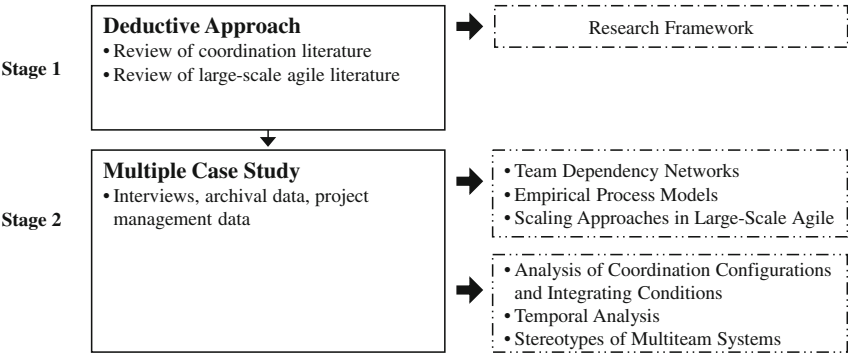 Stage 1
Deductive Approach
• Review of coordination literature
• Review of large-scale agile literature
Research Framework
Stage 2
Multiple Case Study
• Interviews, archival data, project
management data
• Team Dependency Networks
• Empirical Process Models
• Scaling Approaches in Large-Scale Agile
• Analysis of Coordination Configurations
and Integrating Conditions
• Temporal Analysis
• Stereotypes of Multiteam Systems